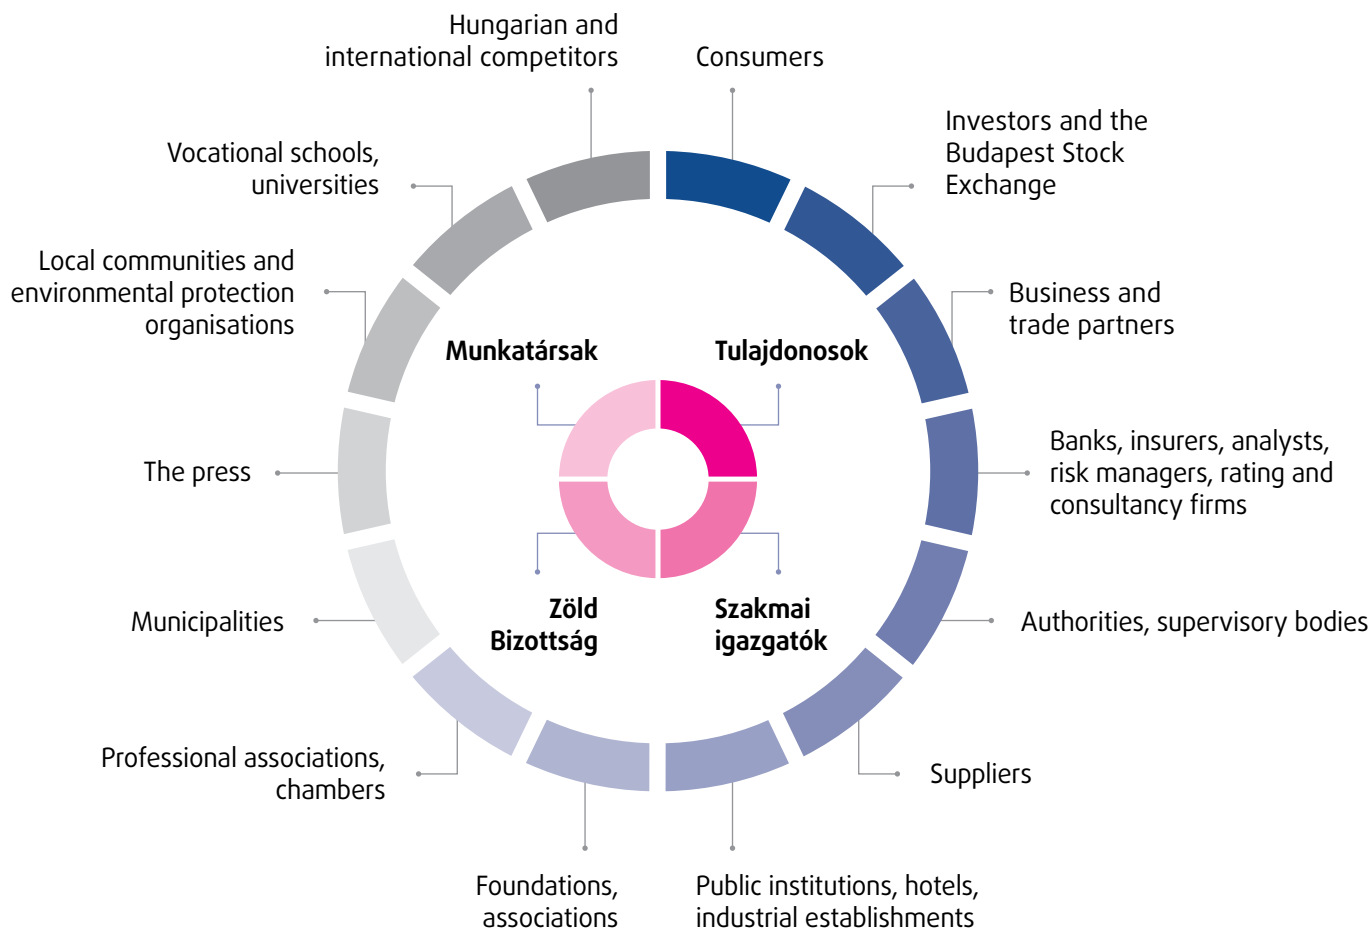 Hungarian and
international competitors
Consumers
Investors and the
Budapest Stock
Exchange
Vocational schools,
universities
Local communities and
environmental protection
organisations
Business and
trade partners
Munkatársak
Tulajdonosok
The press
Banks, insurers, analysts,
risk managers, rating and
consultancy firms
Zöld
Bizottság
Szakmai
igazgatók
Municipalities
Authorities, supervisory bodies
Professional associations,
chambers
Suppliers
Foundations,
associations
Public institutions, hotels,
industrial establishments